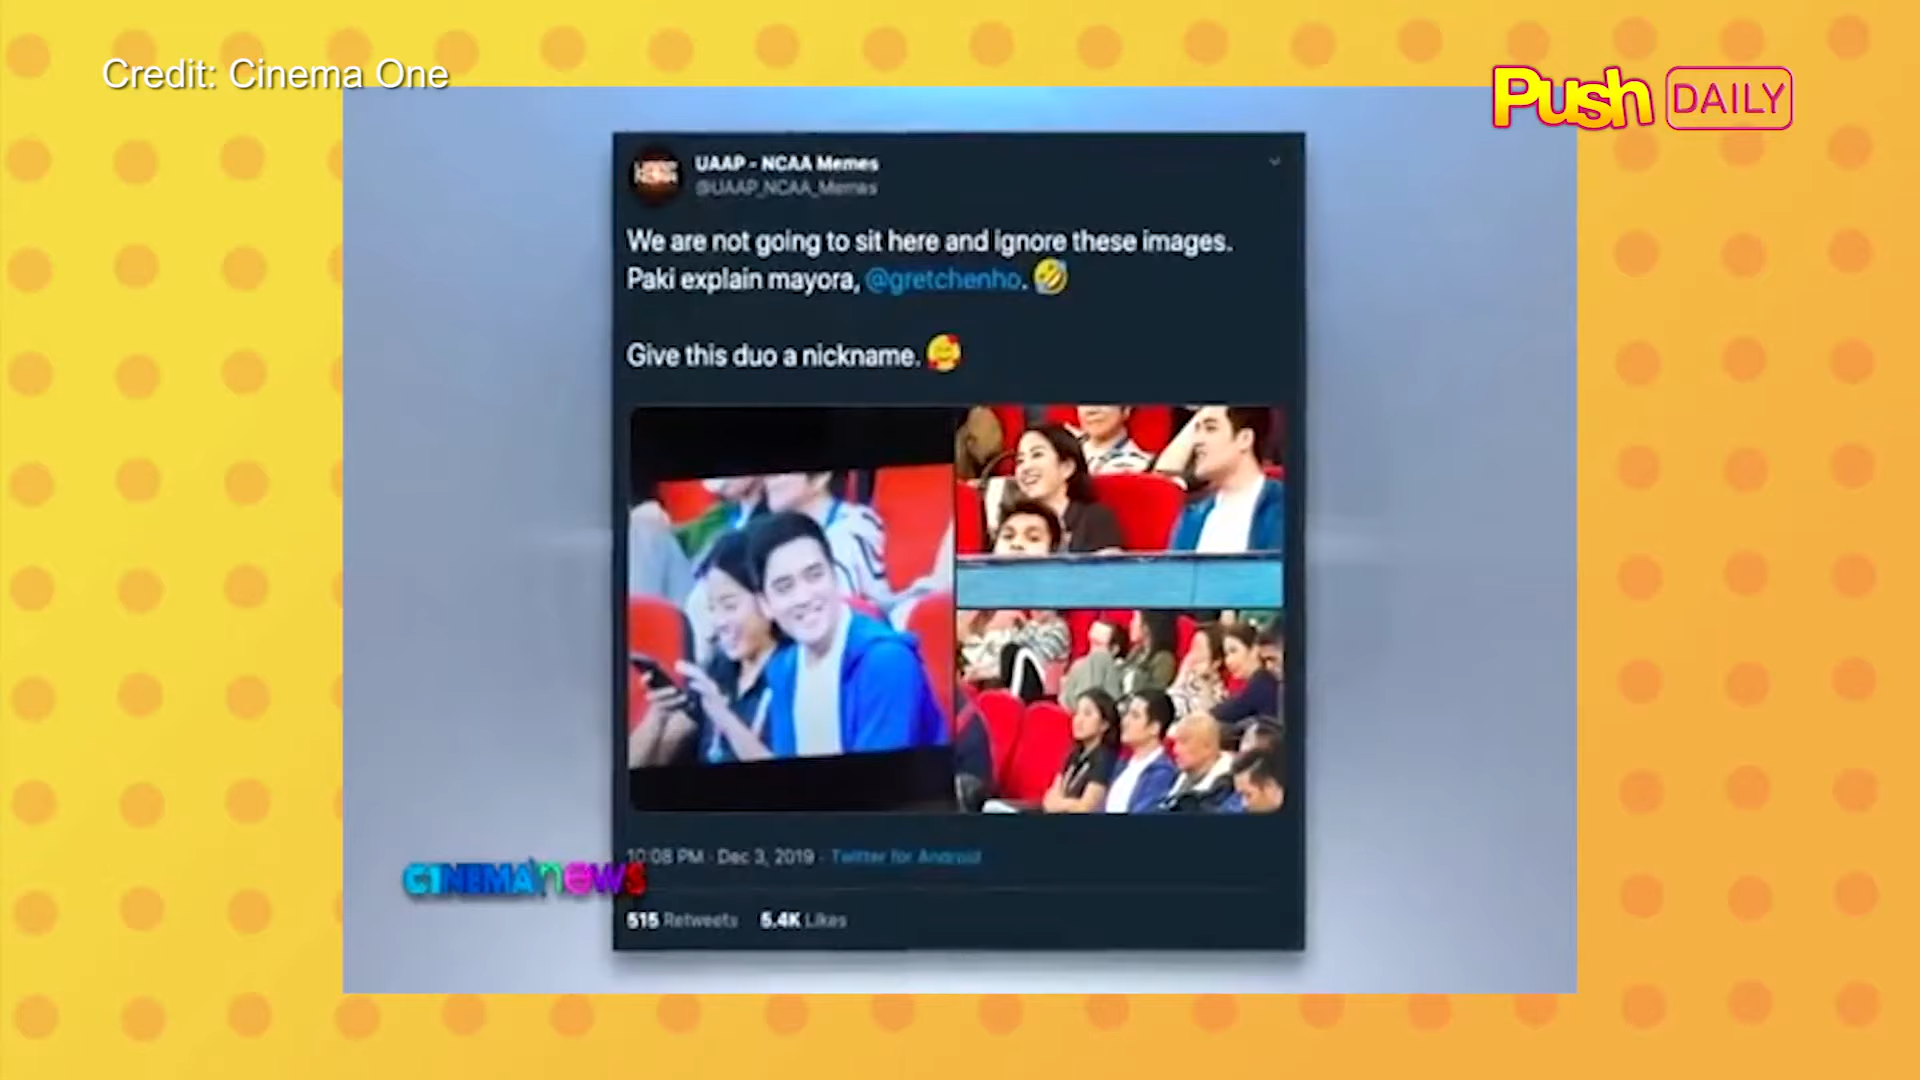 Credit: Cinema One
Push DAILY
UAAP - NCAA Memes
@UAAP_NCAA_Memes
We are not going to sit here and ignore these images.
Paki explain mayora, @gretchenho. 🤣
Give this duo a nickname. 🥰
10:08 PM · Dec 3, 2019 · Twitter for Android
CINEMA news
515 Retweets 5.4K Likes